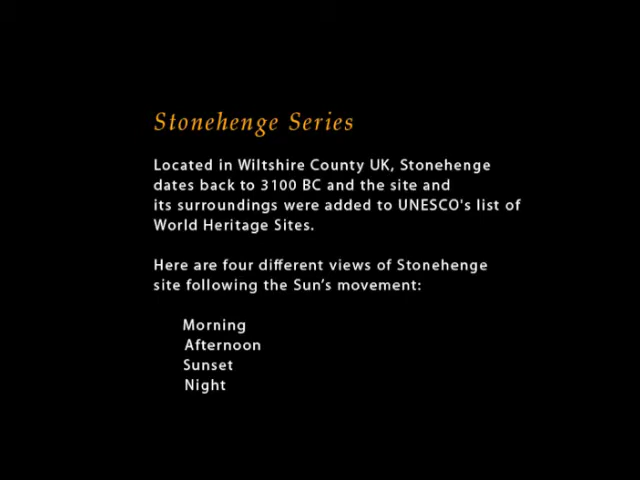 Stonehenge Series
Located in Wiltshire County UK, Stonehenge
dates back to 3100 BC and the site and
its surroundings were added to UNESCO's list of
World Heritage Sites.
Here are four different views of Stonehenge
site following the Sun's movement:
Morning
Afternoon
Sunset
Night